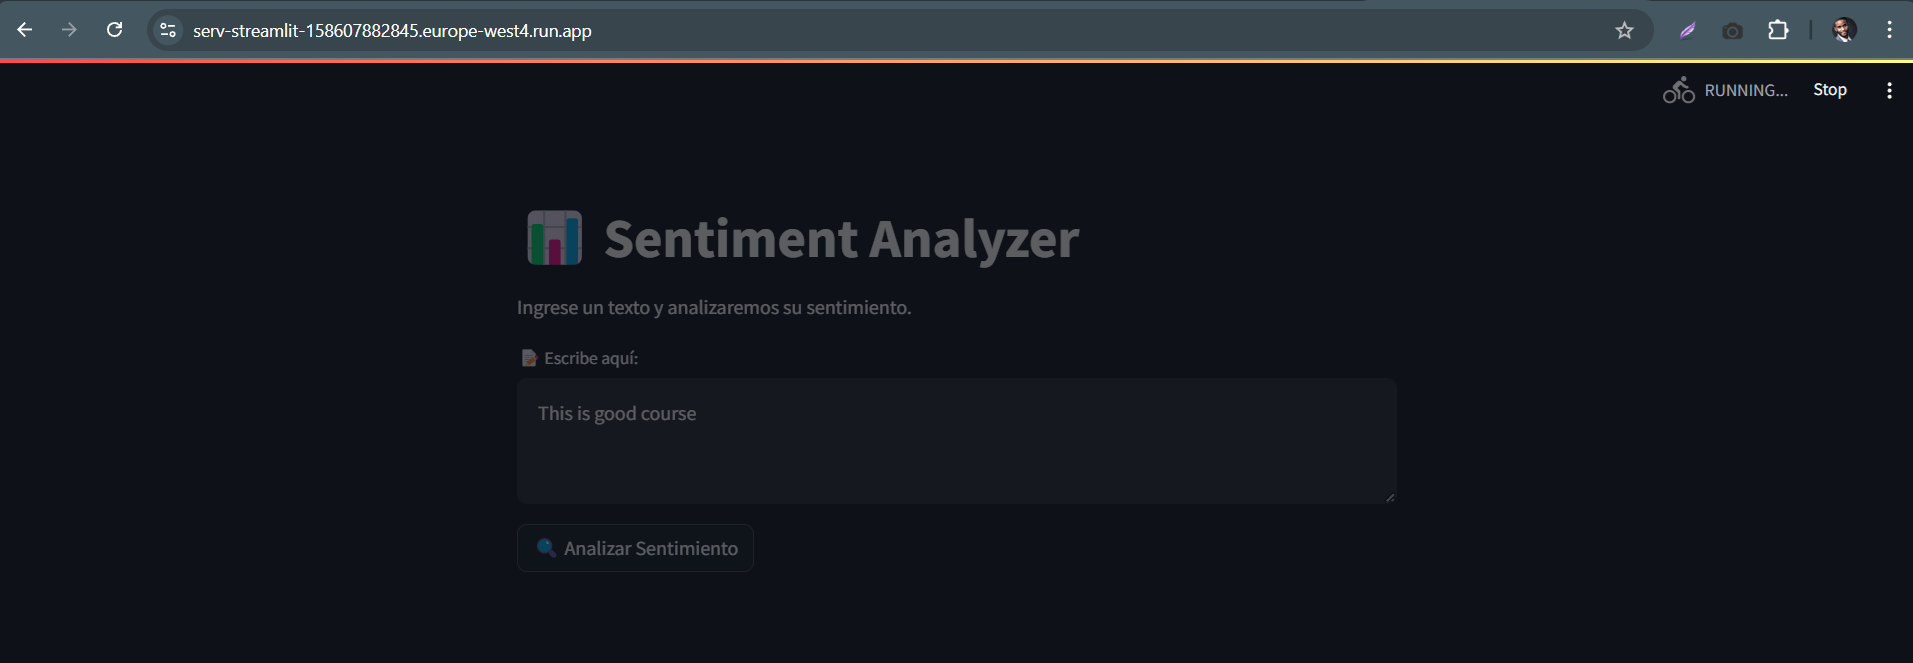 serv-streamlit-158607882845.europe-west4.run.app
RUNNING... Stop
Sentiment Analyzer
Ingrese un texto y analizaremos su sentimiento.
Escribe aquí:
This is good course
Analizar Sentimiento